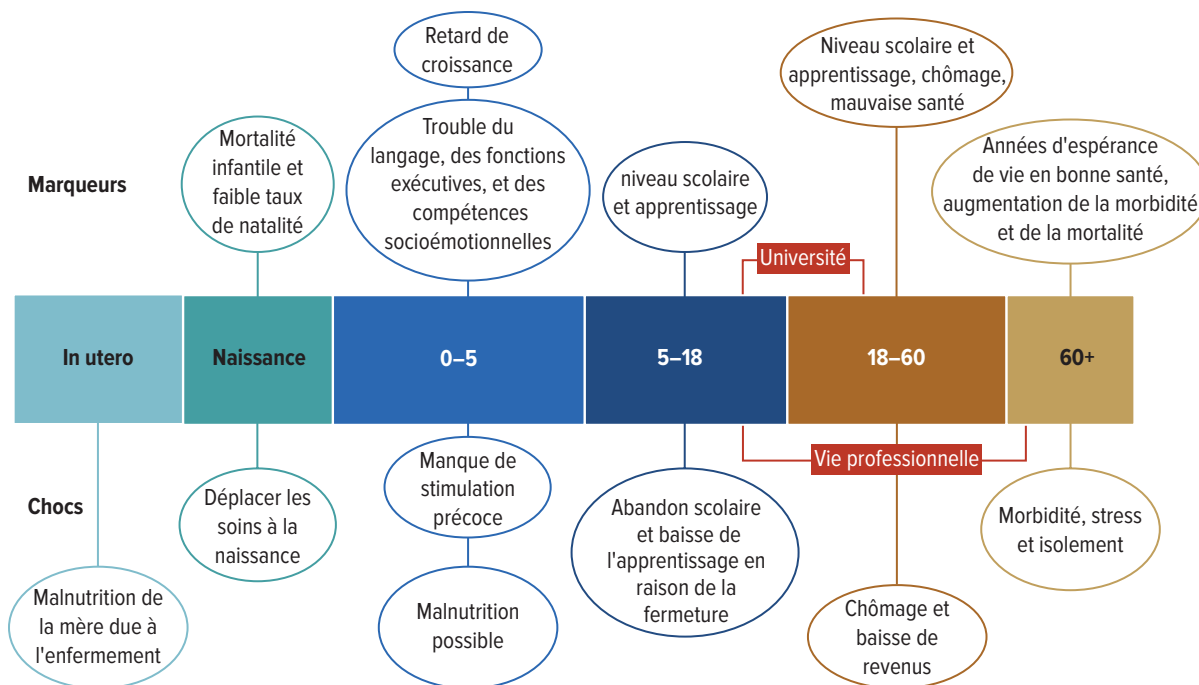 Retard de
croissance
Niveau scolaire et
apprentissage, chômage,
mauvaise santé
Mortalité
infantile et
faible taux
de natalité
Trouble du
langage, des fonctions
exécutives, et des
compétences
socioémotionnelles
Années d'espérance
de vie en bonne santé,
augmentation de la morbidité
et de la mortalité
Marqueurs
niveau scolaire
et apprentissage
Université
In utero
Naissance
0–5
5–18
18–60
60+
Vie professionnelle
Chocs
Déplacer les
soins à la
naissance
Manque de
stimulation
précoce
Abandon scolaire
et baisse de
l'apprentissage en
raison de la
fermeture
Morbidité, stress
et isolement
Malnutrition de
la mère due à
l'enfermement
Malnutrition
possible
Chômage et
baisse de
revenus